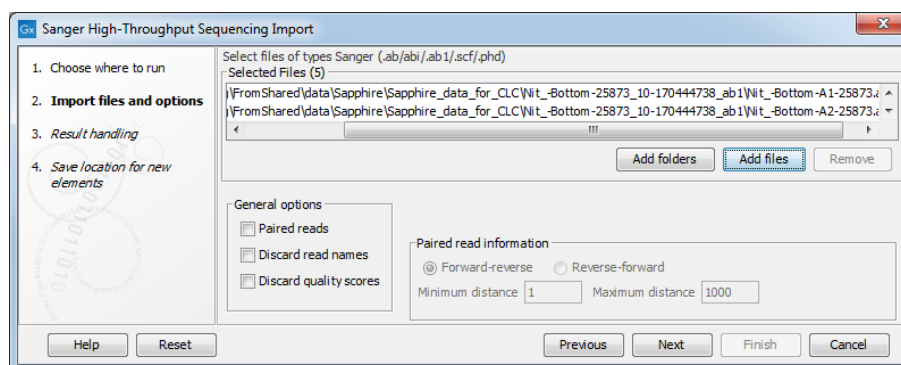 Gx Sanger High-Throughput Sequencing Import
1. Choose where to run
2. Import files and options
3. Result handling
4. Save location for new
elements
Select files of types Sanger (.ab/abi/.ab1/.scf/.phd)
Selected Files (5)
\FromShared\data\Sapphire\Sapphire_data_for_CLC\Nit_-Bottom-25873_10-170444738_ab1\Nit_-Bottom-A1-25873.a
\FromShared\data\Sapphire\Sapphire_data_for_CLC\Nit_-Bottom-25873_10-170444738_ab1\Nit_-Bottom-A2-25873.a
Add folders Add files Remove
General options
Paired reads
Discard read names
Discard quality scores
Paired read information
Forward-reverse Reverse-forward
Minimum distance 1 Maximum distance 1000
Help Reset Previous Next Finish Cancel